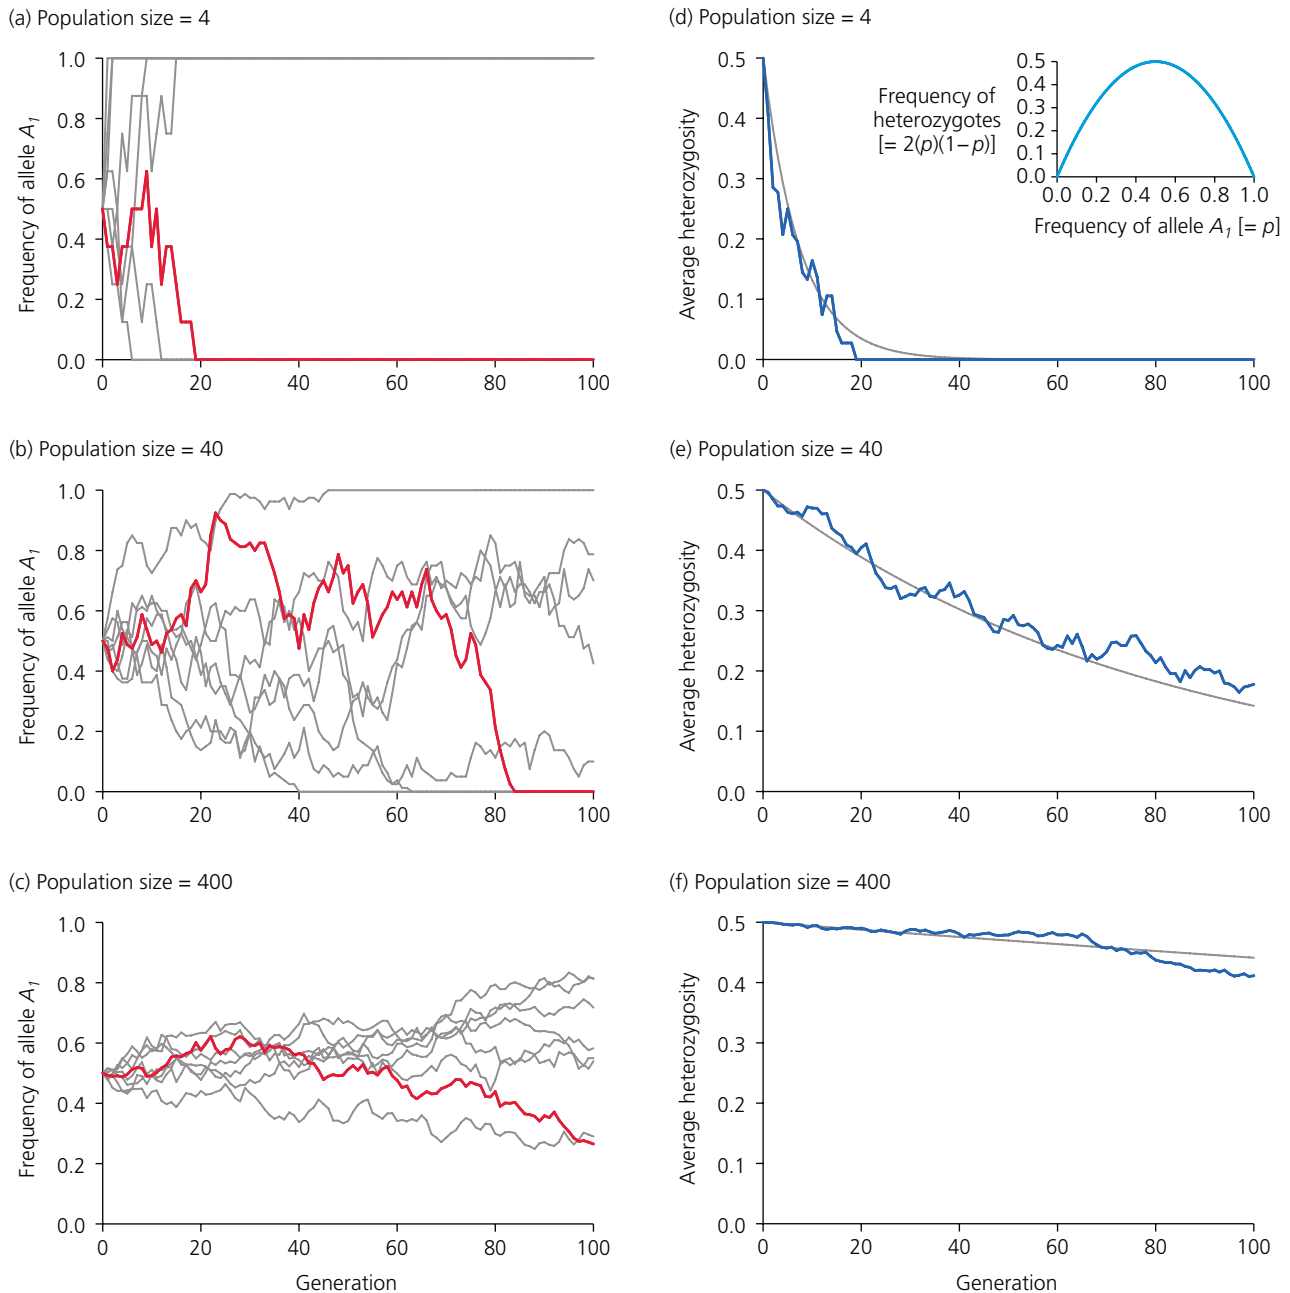 (a) Population size = 4
Frequency of allele A1
1.0
0.8
0.6
0.4
0.2
0.0
0 20 40 60 80 100
(d) Population size = 4
Average heterozygosity
0.5
0.4
0.3
0.2
0.1
0.0
0 20 40 60 80 100
Frequency of
heterozygotes
[= 2(p)(1–p)]
0.5
0.4
0.3
0.2
0.1
0.0
0.0 0.2 0.4 0.6 0.8 1.0
Frequency of allele A1 [= p]
(b) Population size = 40
Frequency of allele A1
1.0
0.8
0.6
0.4
0.2
0.0
0 20 40 60 80 100
(e) Population size = 40
Average heterozygosity
0.5
0.4
0.3
0.2
0.1
0.0
0 20 40 60 80 100
(c) Population size = 400
Frequency of allele A1
1.0
0.8
0.6
0.4
0.2
0.0
0 20 40 60 80 100
Generation
(f) Population size = 400
Average heterozygosity
0.5
0.4
0.3
0.2
0.1
0.0
0 20 40 60 80 100
Generation